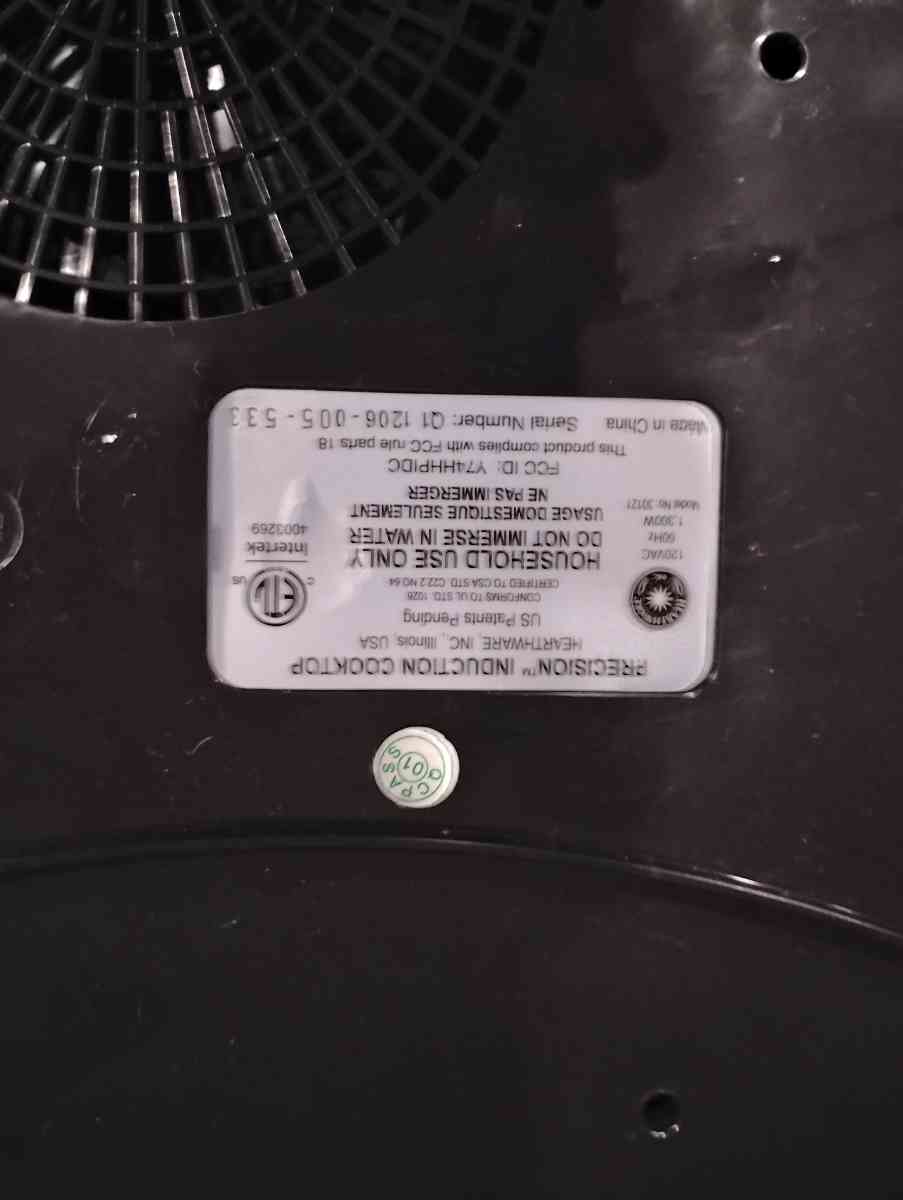 PRECISION™ INDUCTION COOKTOP
HEARTHWARE, INC., Illinois, USA
US Patents Pending
CONFORMS TO UL STD. 1026
CERTIFIED TO CSA STD. C22.2 NO 64
HOUSEHOLD USE ONLY
DO NOT IMMERSE IN WATER
USAGE DOMESTIQUE SEULEMENT
NE PAS IMMERGER
FCC ID: Y74HHPIDC
This product complies with FCC rule parts 18
Made in China Serial Number: Q1 1206-005-533
120VAC
60Hz
1,300W
Model No: 30121
C ETL US
Intertek
4003269
QC PASS
01